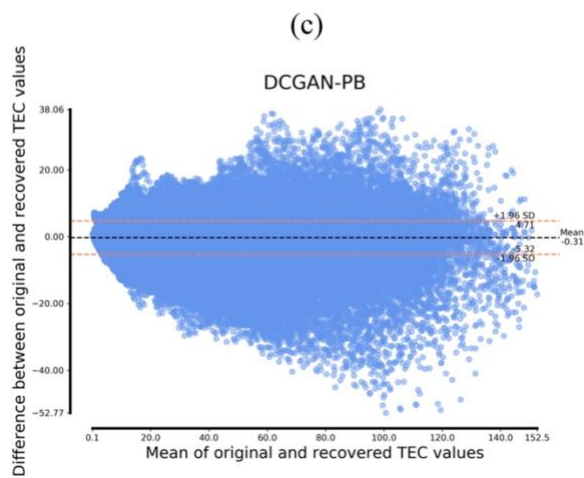 (c)
DCGAN-PB
Difference between original and recovered TEC values
38.06
20.00
0.00
−20.00
−40.00
−52.77
+1.96 SD
4.71
Mean
-0.31
-5.32
-1.96 SD
0.1 20.0 40.0 60.0 80.0 100.0 120.0 140.0 152.5
Mean of original and recovered TEC values